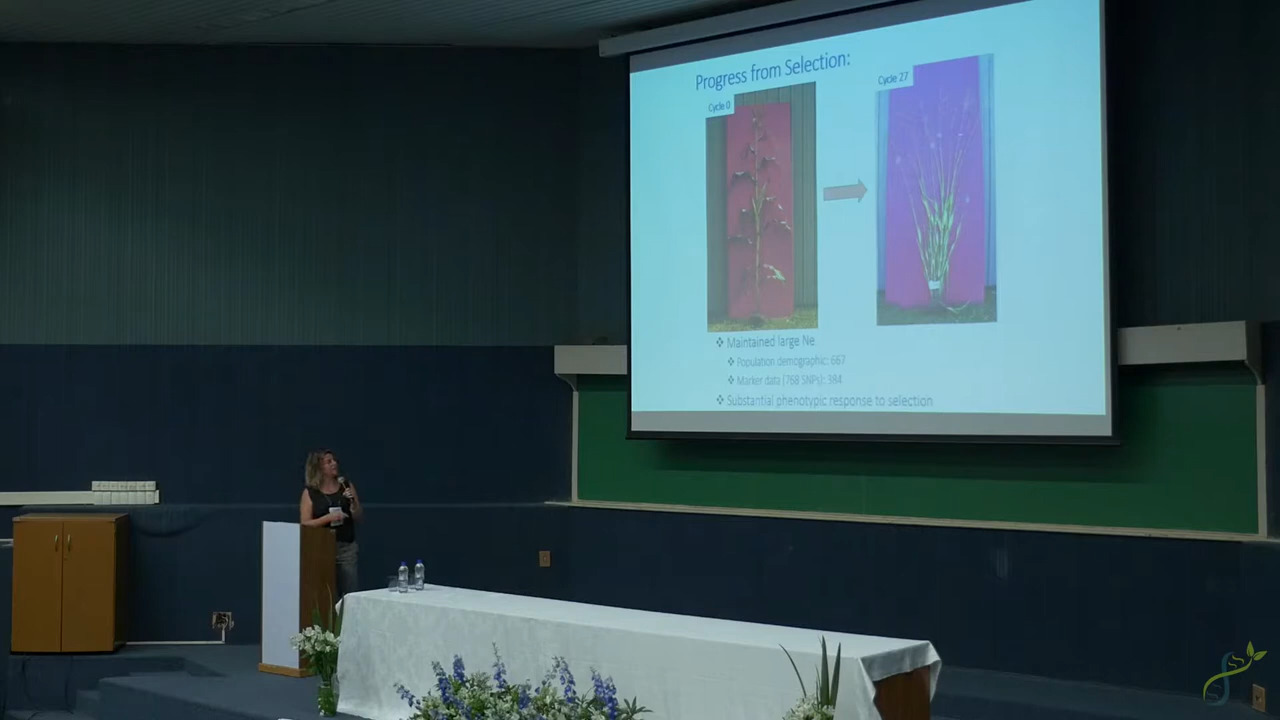 Progress from Selection:
Cycle 0
Cycle 27
❖ Maintained large Ne
❖ Population demographic: 667
❖ Marker data (768 SNPs): 384
❖ Substantial phenotypic response to selection